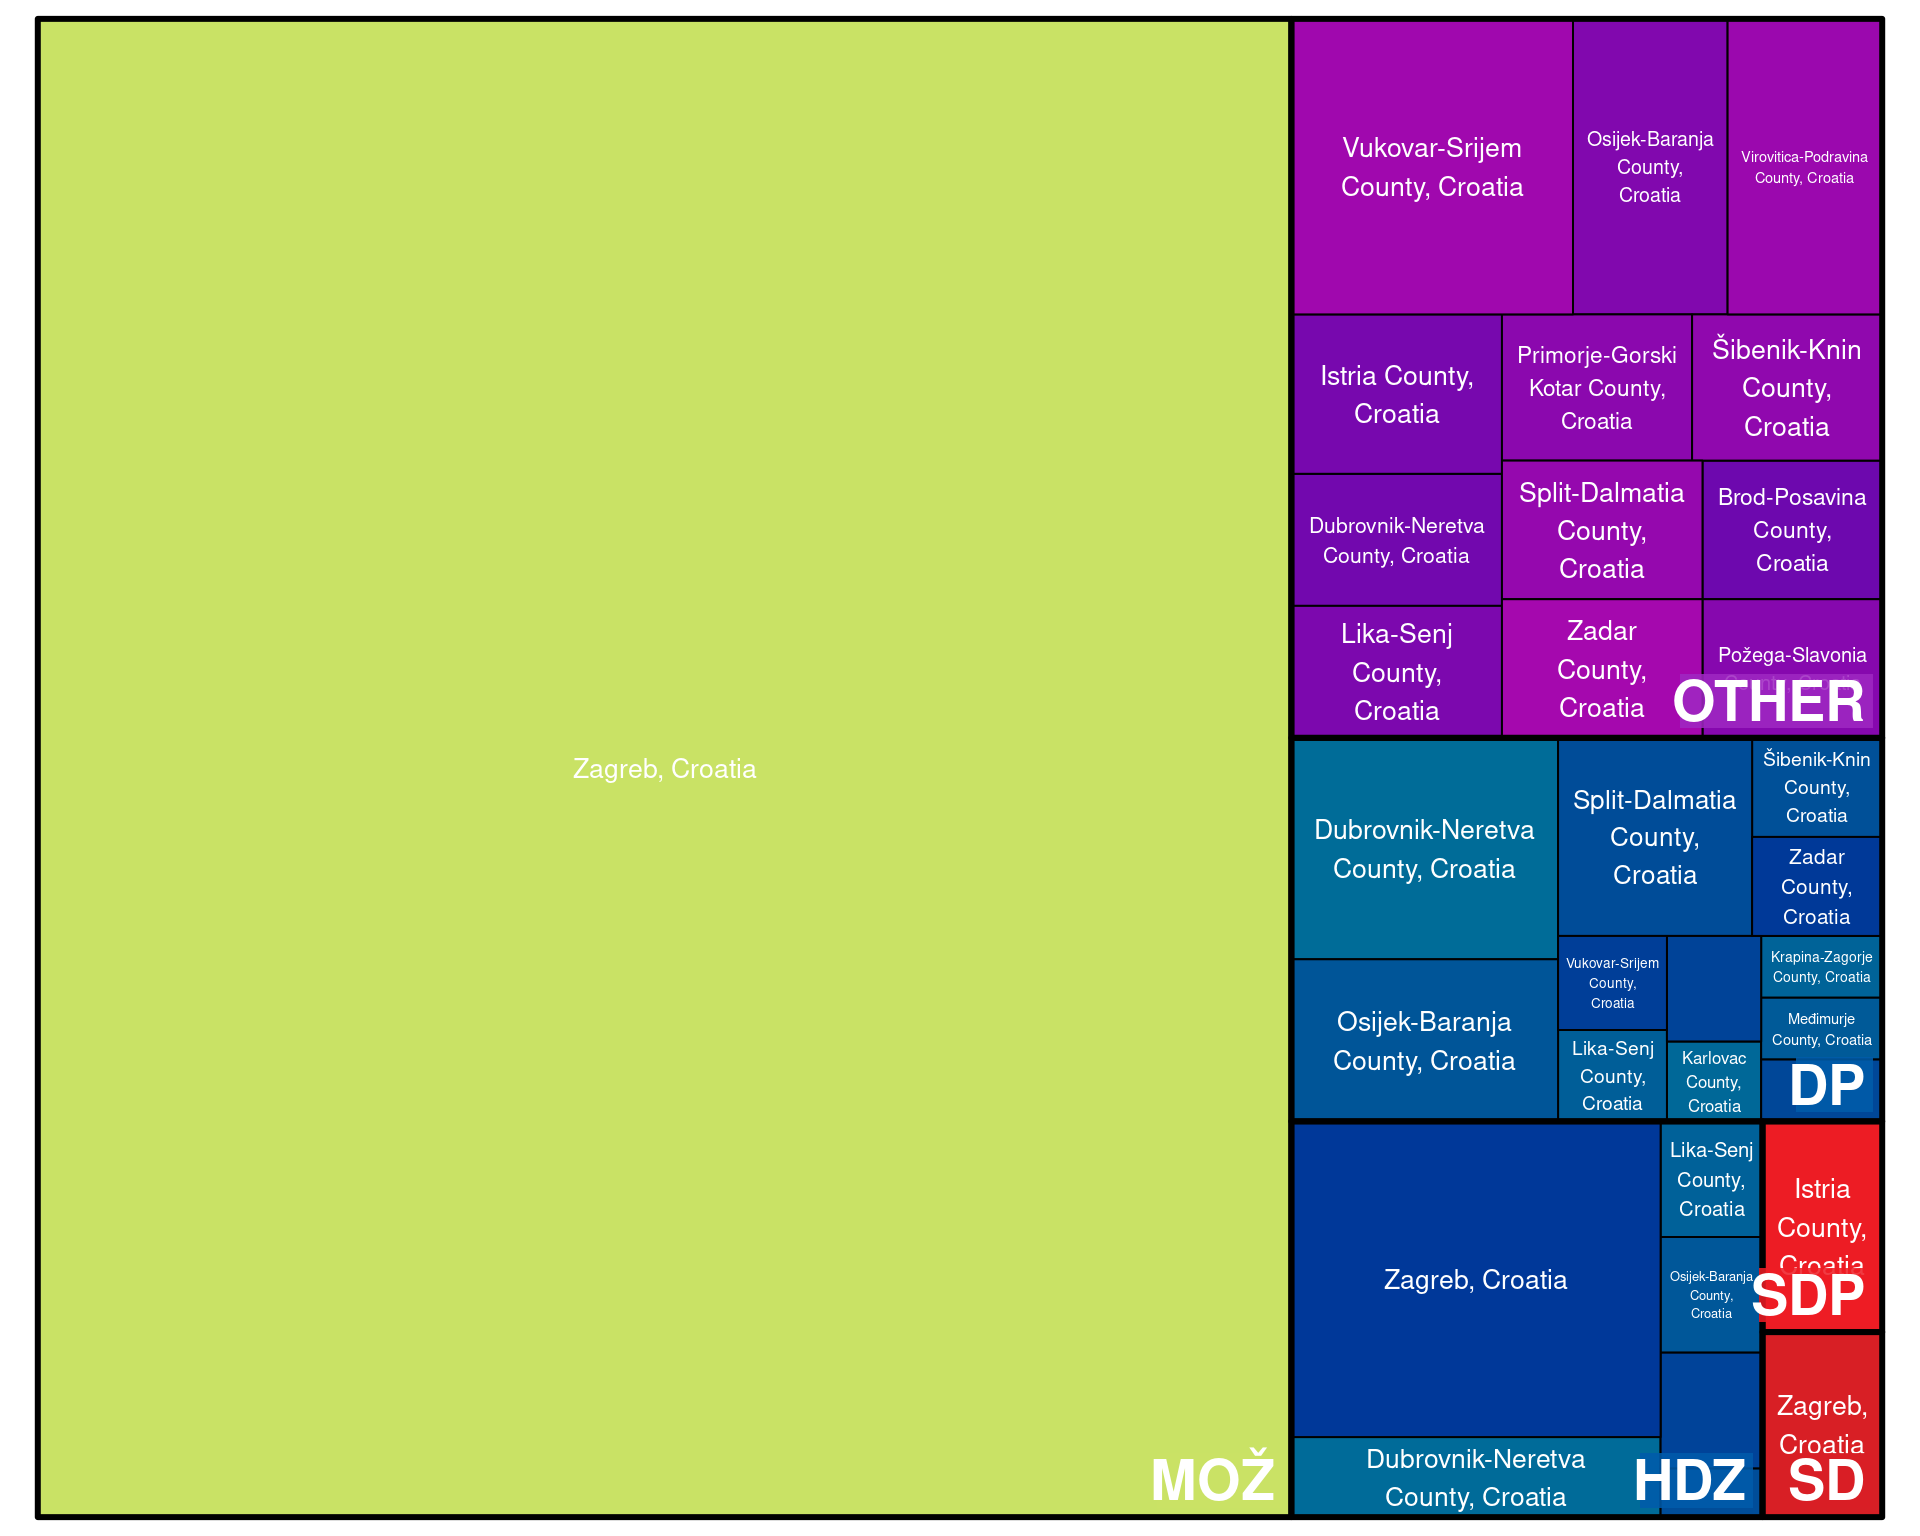 Zagreb, Croatia
MOŽ
Vukovar-Srijem
County, Croatia
Osijek-Baranja
County,
Croatia
Virovitica-Podravina
County, Croatia
Istria County,
Croatia
Primorje-Gorski
Kotar County,
Croatia
Šibenik-Knin
County,
Croatia
Dubrovnik-Neretva
County, Croatia
Split-Dalmatia
County,
Croatia
Brod-Posavina
County,
Croatia
Lika-Senj
County,
Croatia
Zadar
County,
Croatia
Požega-Slavonia
OTHER
Dubrovnik-Neretva
County, Croatia
Split-Dalmatia
County,
Croatia
Šibenik-Knin
County,
Croatia
Zadar
County,
Croatia
Osijek-Baranja
County, Croatia
Vukovar-Srijem
County,
Croatia
Lika-Senj
County,
Croatia
Karlovac
County,
Croatia
Krapina-Zagorje
County, Croatia
Međimurje
County, Croatia
DP
Zagreb, Croatia
Lika-Senj
County,
Croatia
Osijek-Baranja
County,
Croatia
Dubrovnik-Neretva
County, Croatia
HDZ
Istria
County,
Croatia
SDP
Zagreb,
Croatia
SD